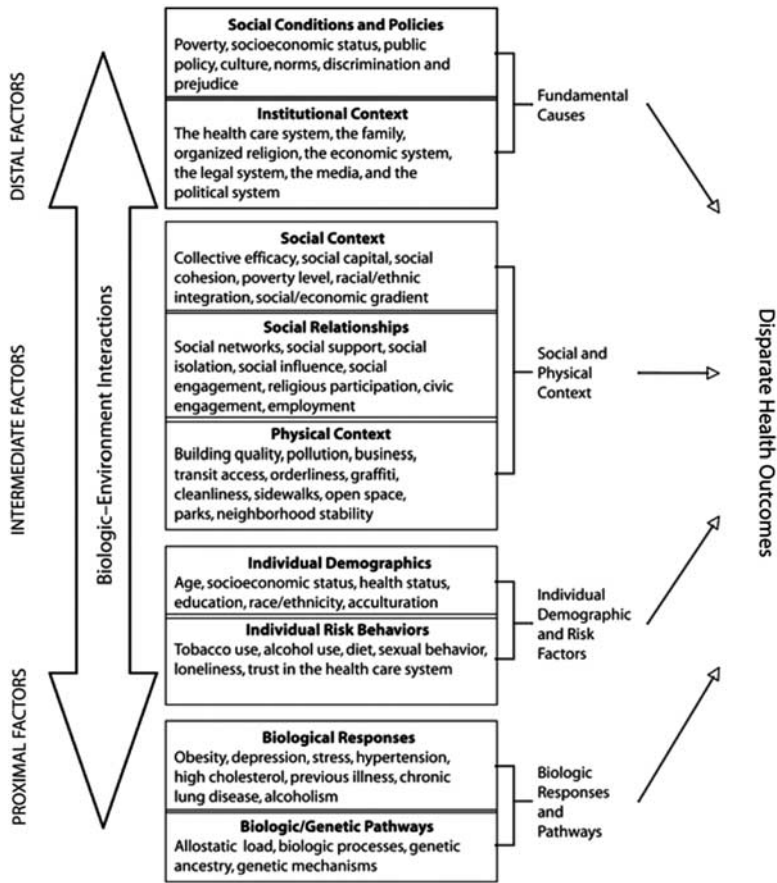 DISTAL FACTORS
INTERMEDIATE FACTORS
PROXIMAL FACTORS
Biologic–Environment Interactions
Social Conditions and Policies
Poverty, socioeconomic status, public
policy, culture, norms, discrimination and
prejudice
Institutional Context
The health care system, the family,
organized religion, the economic system,
the legal system, the media, and the
political system
Fundamental
Causes
Social Context
Collective efficacy, social capital, social
cohesion, poverty level, racial/ethnic
integration, social/economic gradient
Social Relationships
Social networks, social support, social
isolation, social influence, social
engagement, religious participation, civic
engagement, employment
Physical Context
Building quality, pollution, business,
transit access, orderliness, graffiti,
cleanliness, sidewalks, open space,
parks, neighborhood stability
Social and
Physical
Context
Individual Demographics
Age, socioeconomic status, health status,
education, race/ethnicity, acculturation
Individual Risk Behaviors
Tobacco use, alcohol use, diet, sexual behavior,
loneliness, trust in the health care system
Individual
Demographic
and Risk
Factors
Biological Responses
Obesity, depression, stress, hypertension,
high cholesterol, previous illness, chronic
lung disease, alcoholism
Biologic/Genetic Pathways
Allostatic load, biologic processes, genetic
ancestry, genetic mechanisms
Biologic
Responses
and
Pathways
Disparate Health Outcomes